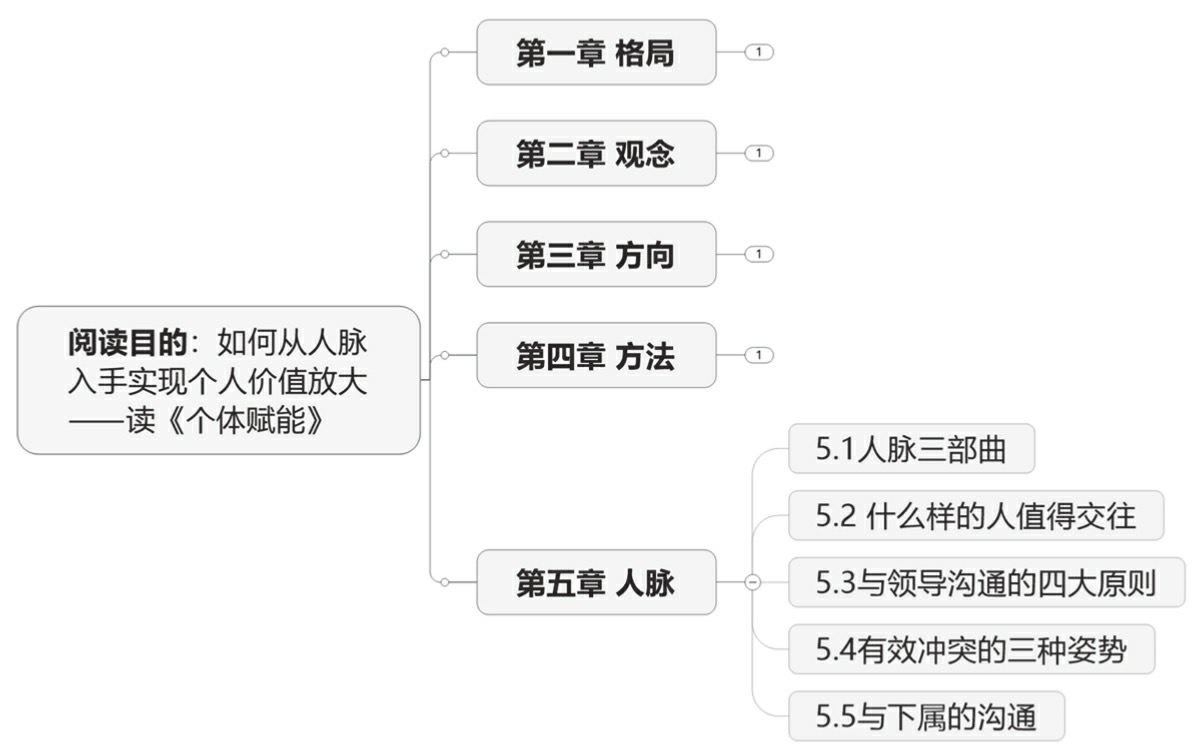 第一章 格局
1
第二章 观念
1
第三章 方向
1
阅读目的：如何从人脉
入手实现个人价值放大
——读《个体赋能》
第四章 方法
1
第五章 人脉
5.1人脉三部曲
5.2 什么样的人值得交往
5.3与领导沟通的四大原则
5.4有效冲突的三种姿势
5.5与下属的沟通